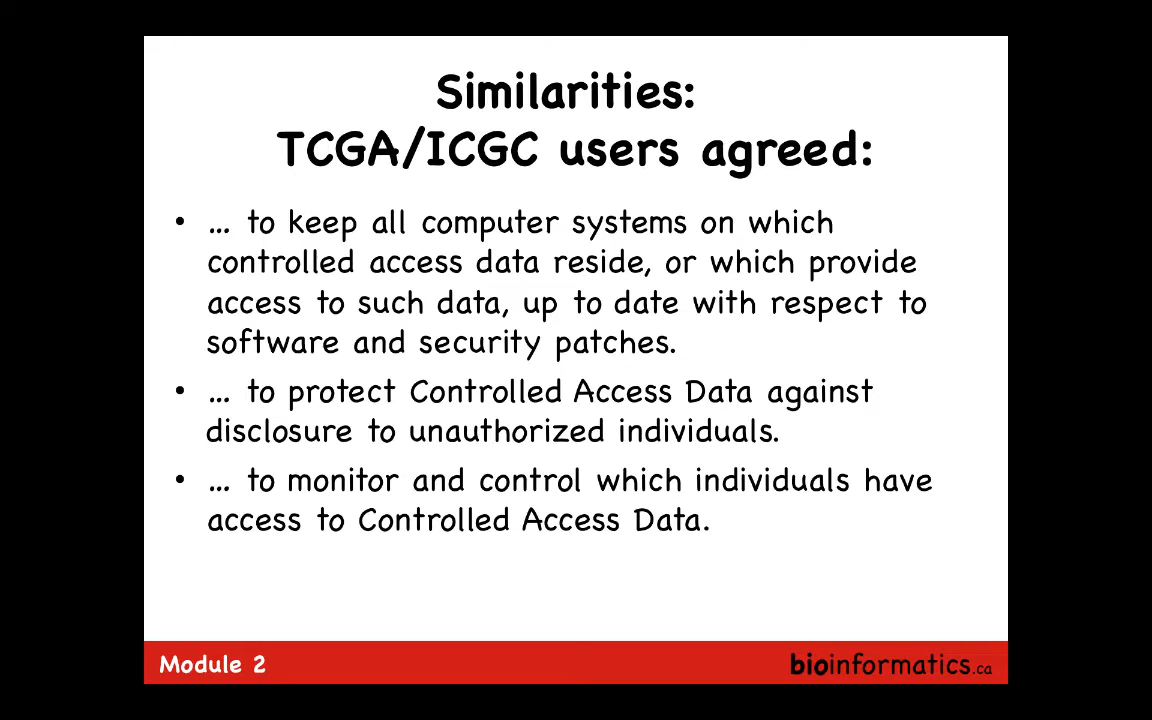 Similarities:
TCGA/ICGC users agreed:
• … to keep all computer systems on which
controlled access data reside, or which provide
access to such data, up to date with respect to
software and security patches.
• … to protect Controlled Access Data against
disclosure to unauthorized individuals.
• … to monitor and control which individuals have
access to Controlled Access Data.
Module 2
bioinformatics.ca